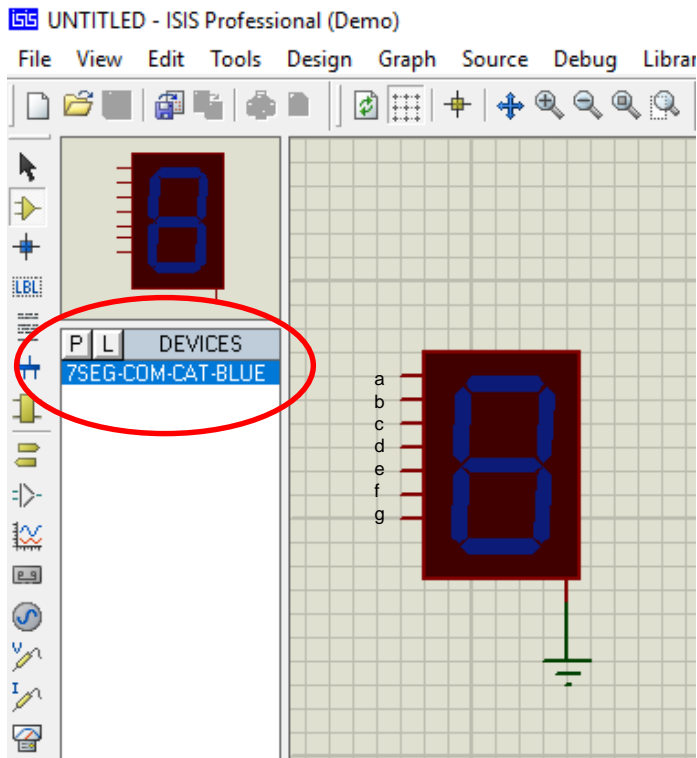 isis UNTITLED - ISIS Professional (Demo)
File View Edit Tools Design Graph Source Debug Librar
LBL
P L DEVICES
7SEG-COM-CAT-BLUE
a
b
c
d
e
f
g
V
I